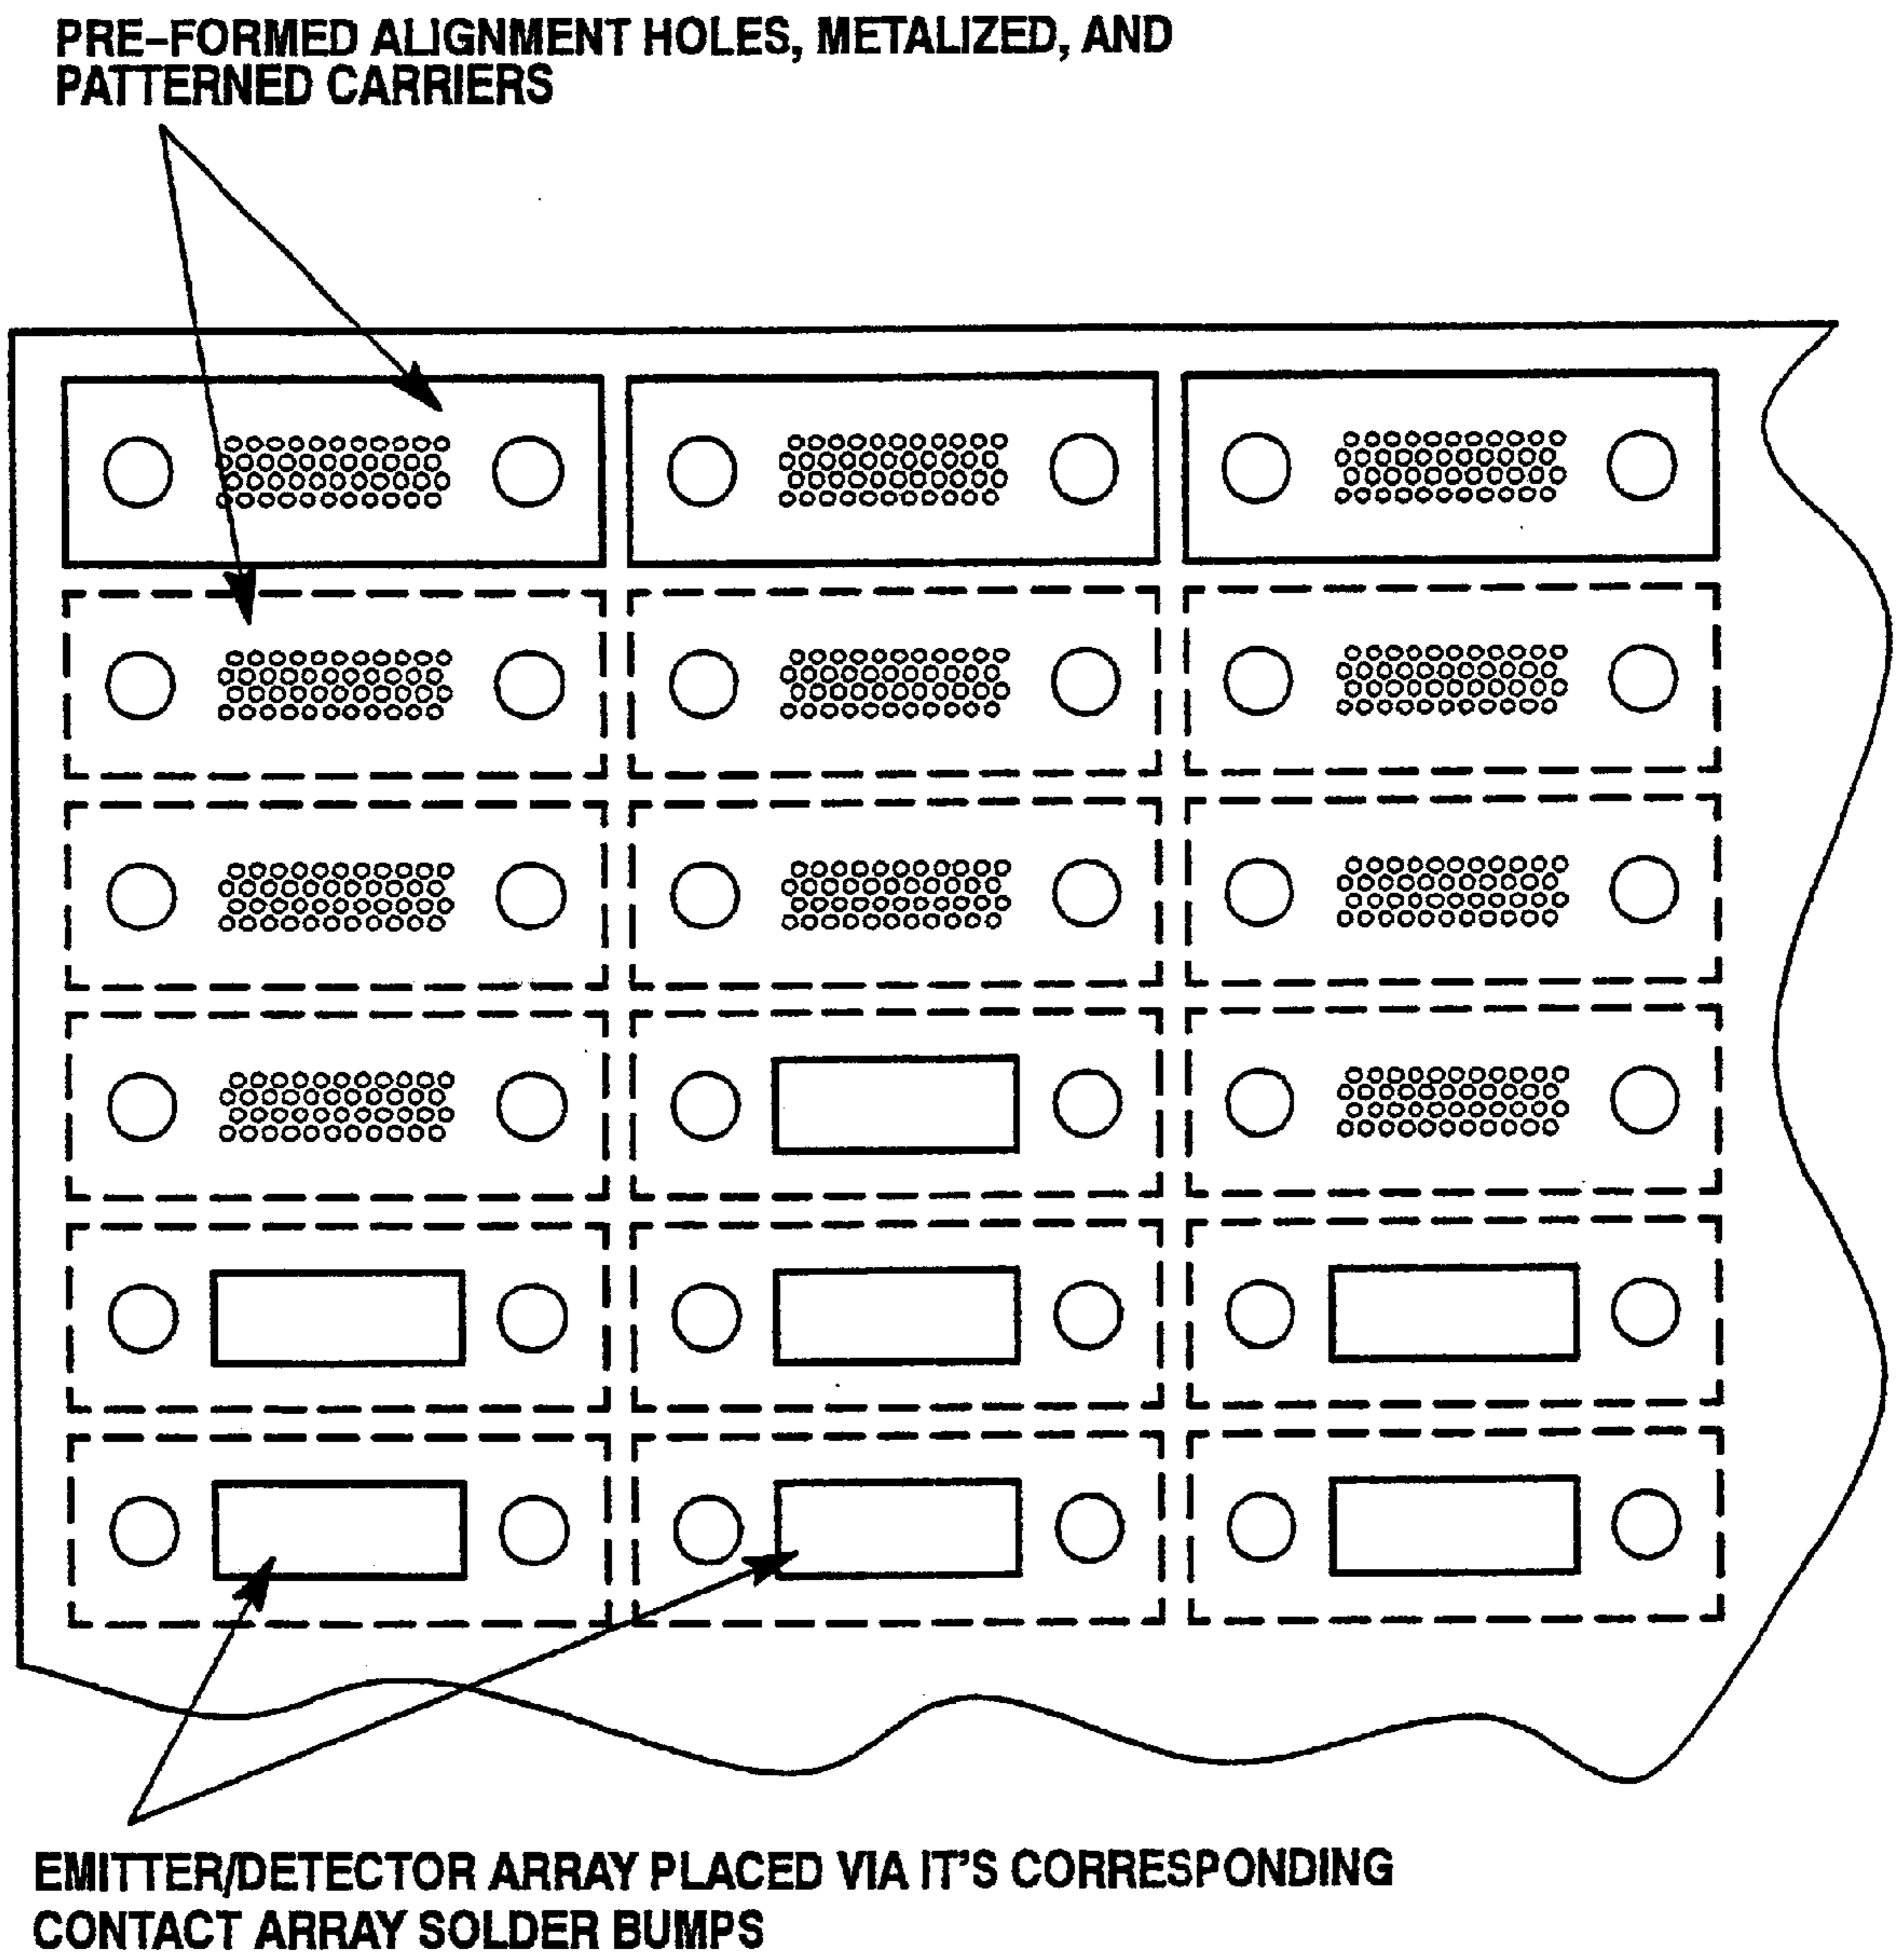 PRE-FORMED ALIGNMENT HOLES, METALIZED, AND
PATTERNED CARRIERS
EMITTER/DETECTOR ARRAY PLACED VIA IT'S CORRESPONDING
CONTACT ARRAY SOLDER BUMPS